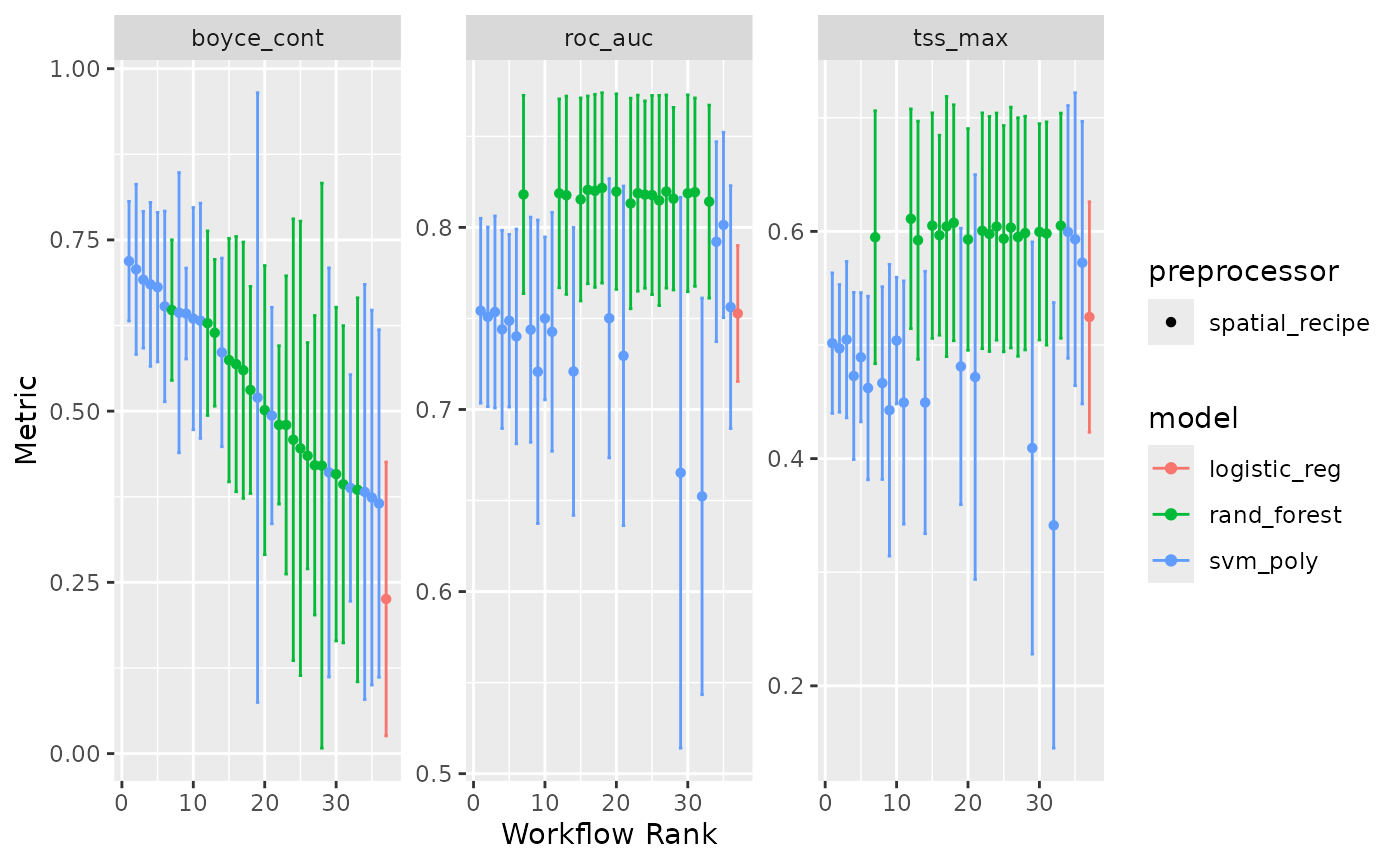 boyce_cont roc_auc tss_max
Metric
1.00
0.75
0.50
0.25
0.00
0.8
0.7
0.6
0.5
0.6
0.4
0.2
0 10 20 30 0 10 20 30 0 10 20 30
Workflow Rank
preprocessor
spatial_recipe
model
logistic_reg
rand_forest
svm_poly